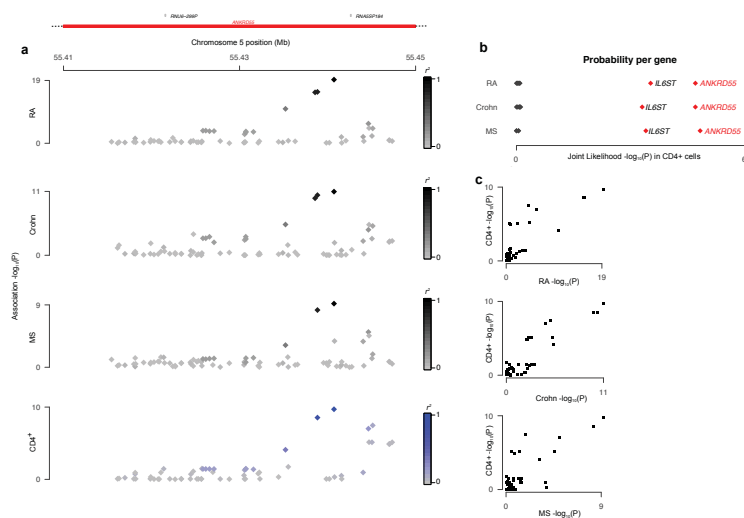 RNU6-299P
ANKRD55
RNA5SP184
Chromosome 5 position (Mb)
a
55.41
55.43
55.45
Association -log₁₀(P)
RA
19
0
r²
1
0
Crohn
11
0
r²
1
0
MS
9
0
r²
1
0
CD4⁺
10
0
r²
1
0
b
Probability per gene
RA
IL6ST
ANKRD55
Crohn
IL6ST
ANKRD55
MS
IL6ST
ANKRD55
0
6
Joint Likelihood -log₁₀(P) in CD4+ cells
c
CD4+ -log₁₀(P)
10
0
0
19
RA -log₁₀(P)
CD4+ -log₁₀(P)
10
0
0
11
Crohn -log₁₀(P)
CD4+ -log₁₀(P)
10
0
0
9
MS -log₁₀(P)